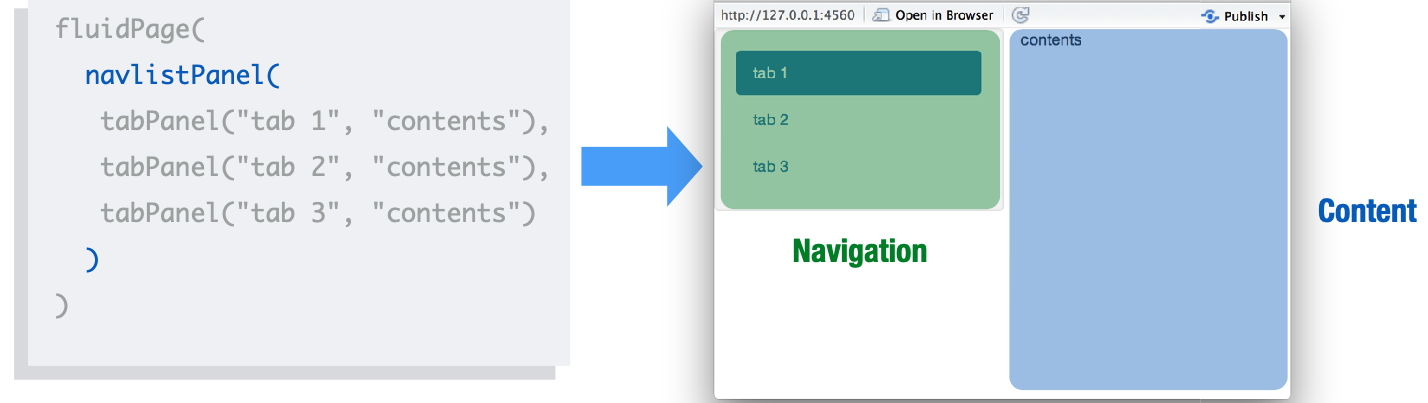 fluidPage(
navlistPanel(
tabPanel("tab 1", "contents"),
tabPanel("tab 2", "contents"),
tabPanel("tab 3", "contents")
)
)
http://127.0.0.1:4560 Open in Browser Publish
tab 1
tab 2
tab 3
Navigation
contents
Content